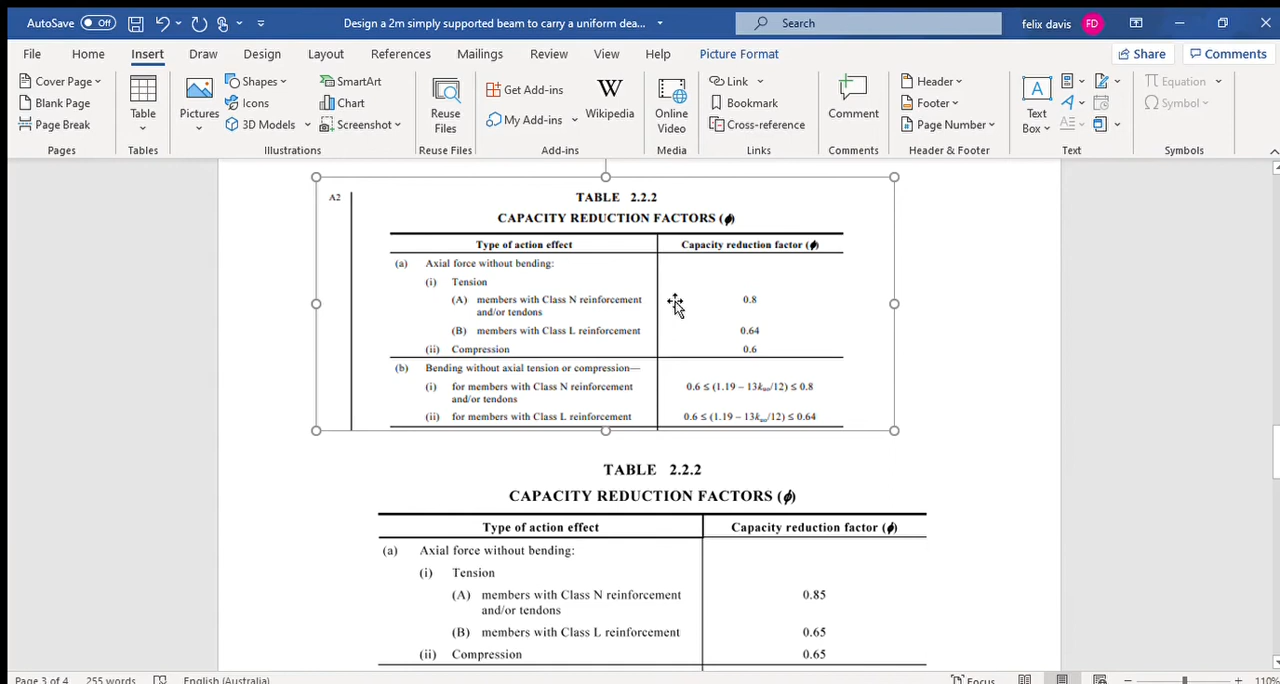 AutoSave Off Design a 2m simply supported beam to carry a uniform dea... Search felix davis FD
File Home Insert Draw Design Layout References Mailings Review View Help Picture Format Share Comments
Cover Page
Blank Page
Page Break
Pages
Table
Tables
Pictures
Shapes
Icons
3D Models
SmartArt
Chart
Screenshot
Illustrations
Reuse
Files
Reuse Files
Get Add-ins
My Add-ins
Wikipedia
Add-ins
Online
Video
Media
Link
Bookmark
Cross-reference
Links
Comment
Comments
Header
Footer
Page Number
Header & Footer
A
Text
Box
Text
Equation
Symbol
Symbols
A2
TABLE 2.2.2
CAPACITY REDUCTION FACTORS (ϕ)
Type of action effect Capacity reduction factor (ϕ)
(a) Axial force without bending:
(i) Tension
(A) members with Class N reinforcement 0.8
and/or tendons
(B) members with Class L reinforcement 0.64
(ii) Compression 0.6
(b) Bending without axial tension or compression—
(i) for members with Class N reinforcement 0.6 ≤ (1.19 – 13kuo/12) ≤ 0.8
and/or tendons
(ii) for members with Class L reinforcement 0.6 ≤ (1.19 – 13kuo/12) ≤ 0.64
TABLE 2.2.2
CAPACITY REDUCTION FACTORS (ϕ)
Type of action effect Capacity reduction factor (ϕ)
(a) Axial force without bending:
(i) Tension
(A) members with Class N reinforcement 0.85
and/or tendons
(B) members with Class L reinforcement 0.65
(ii) Compression 0.65
Page 3 of 4 255 words English (Australia) Focus 110%